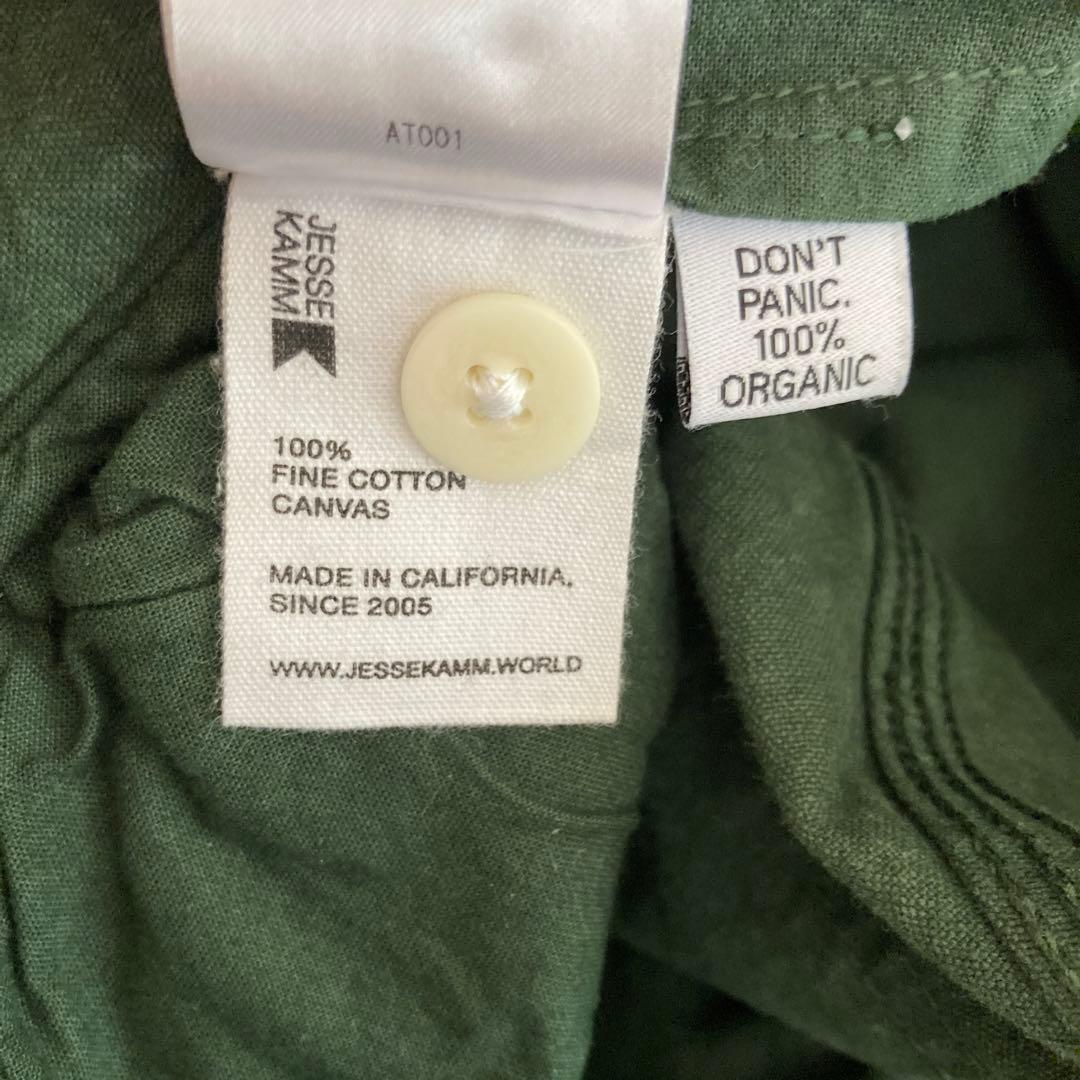 AT001
JESSE
KAMM
100%
FINE COTTON
CANVAS
MADE IN CALIFORNIA,
SINCE 2005
WWW.JESSEKAMM.WORLD
DON'T
PANIC.
100%
ORGANIC